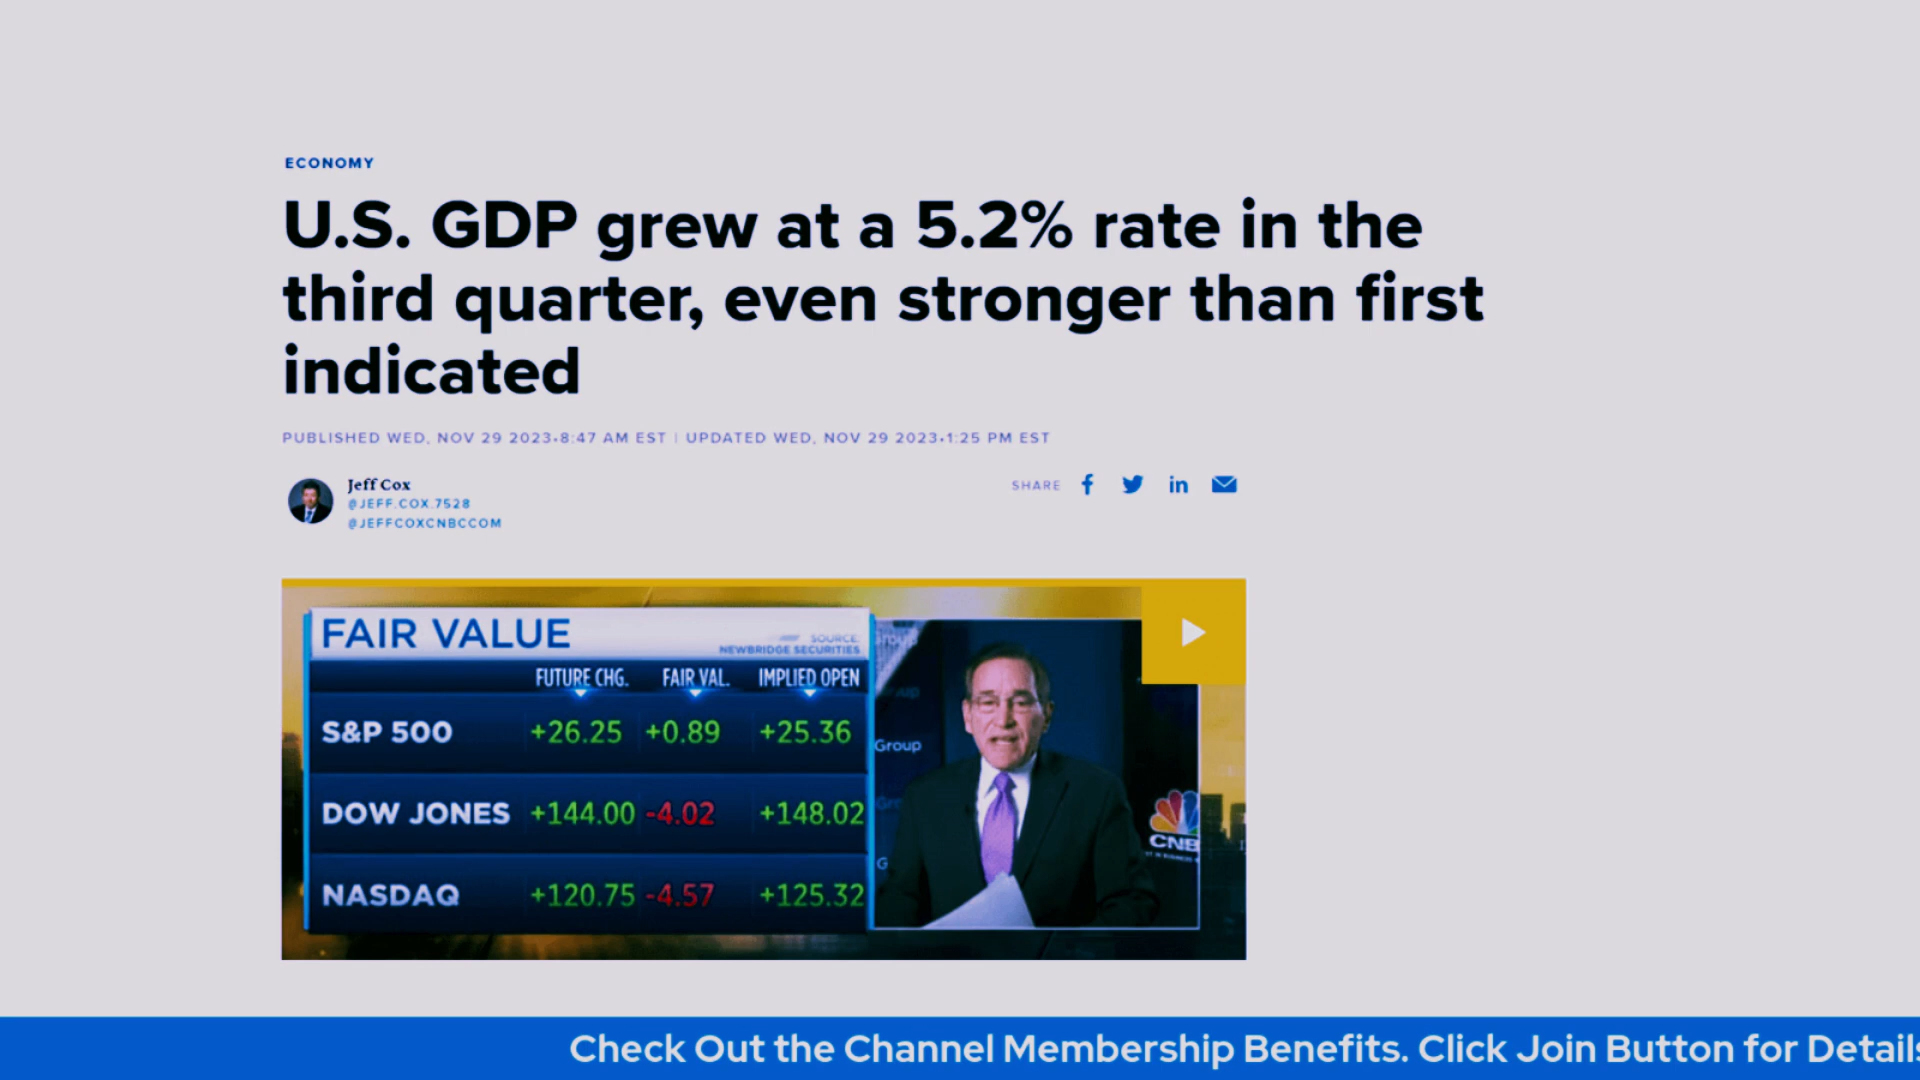 ECONOMY
U.S. GDP grew at a 5.2% rate in the
third quarter, even stronger than first
indicated
PUBLISHED WED, NOV 29 2023•8:47 AM EST | UPDATED WED, NOV 29 2023•1:25 PM EST
Jeff Cox
@JEFF.COX.7528
@JEFFCOXCNBCCOM
SHARE
FAIR VALUE
SOURCE:
NEWBRIDGE SECURITIES
FUTURE CHG. FAIR VAL. IMPLIED OPEN
S&P 500 +26.25 +0.89 +25.36
DOW JONES +144.00 -4.02 +148.02
NASDAQ +120.75 -4.57 +125.32
Group
CNB
Check Out the Channel Membership Benefits. Click Join Button for Details